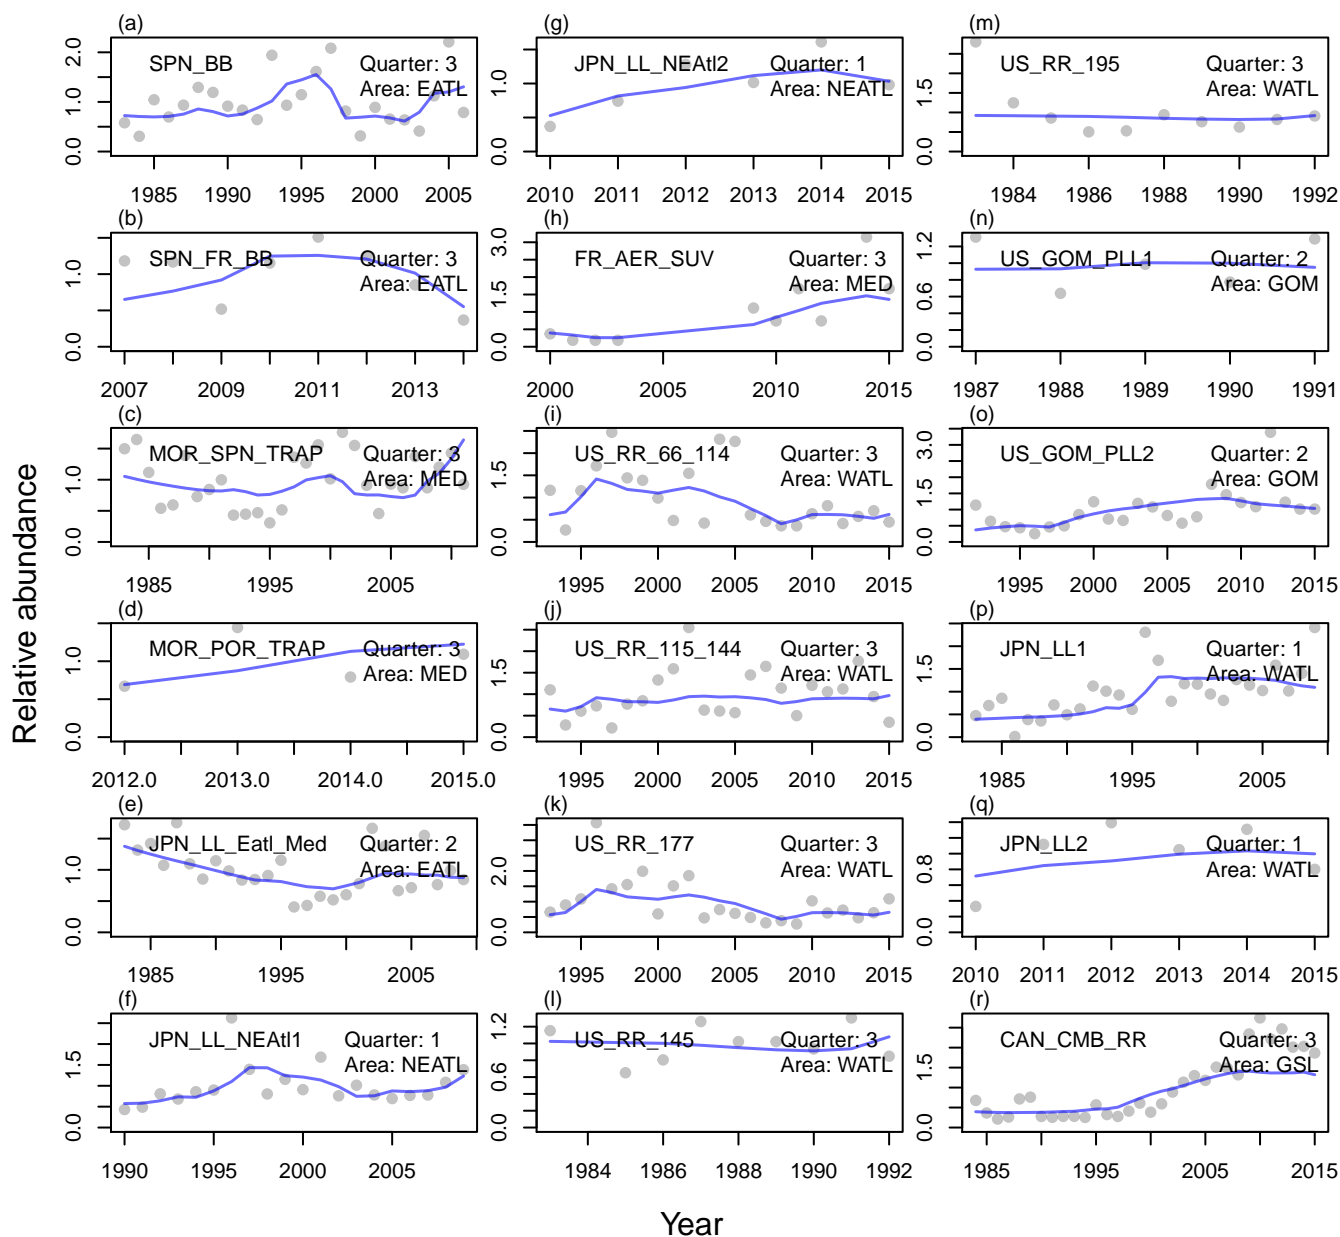 (a)
SPN_BB
Quarter: 3
Area: EATL
0.0 1.0 2.0
1985 1990 1995 2000 2005
(g)
JPN_LL_NEAtl2
Quarter: 1
Area: NEATL
0.0 1.0
2010 2011 2012 2013 2014 2015
(m)
US_RR_195
Quarter: 3
Area: WATL
0.0 1.5
1984 1986 1988 1990 1992
(b)
SPN_FR_BB
Quarter: 3
Area: EATL
0.0 1.0
2007 2009 2011 2013
(h)
FR_AER_SUV
Quarter: 3
Area: MED
0.0 1.5 3.0
2000 2005 2010 2015
(n)
US_GOM_PLL1
Quarter: 2
Area: GOM
0.0 0.6 1.2
1987 1988 1989 1990 1991
(c)
MOR_SPN_TRAP
Quarter: 3
Area: MED
0.0 1.0
1985 1995 2005
(i)
US_RR_66_114
Quarter: 3
Area: WATL
0.0 1.5
1995 2000 2005 2010 2015
(o)
US_GOM_PLL2
Quarter: 2
Area: GOM
0.0 1.5 3.0
1995 2000 2005 2010 2015
(d)
MOR_POR_TRAP
Quarter: 3
Area: MED
0.0 1.0
2012.0 2013.0 2014.0 2015.0
(j)
US_RR_115_144
Quarter: 3
Area: WATL
0.0 1.5
1995 2000 2005 2010 2015
(p)
JPN_LL1
Quarter: 1
Area: WATL
0.0 1.5
1985 1995 2005
(e)
JPN_LL_Eatl_Med
Quarter: 2
Area: EATL
0.0 1.0
1985 1995 2005
(k)
US_RR_177
Quarter: 3
Area: WATL
0.0 2.0
1995 2000 2005 2010 2015
(q)
JPN_LL2
Quarter: 1
Area: WATL
0.0 0.8
2010 2011 2012 2013 2014 2015
(f)
JPN_LL_NEAtl1
Quarter: 1
Area: NEATL
0.0 1.5
1990 1995 2000 2005
(l)
US_RR_145
Quarter: 3
Area: WATL
0.0 0.6 1.2
1984 1986 1988 1990 1992
(r)
CAN_CMB_RR
Quarter: 3
Area: GSL
0.0 1.5
1985 1995 2005 2015
Relative abundance
Year